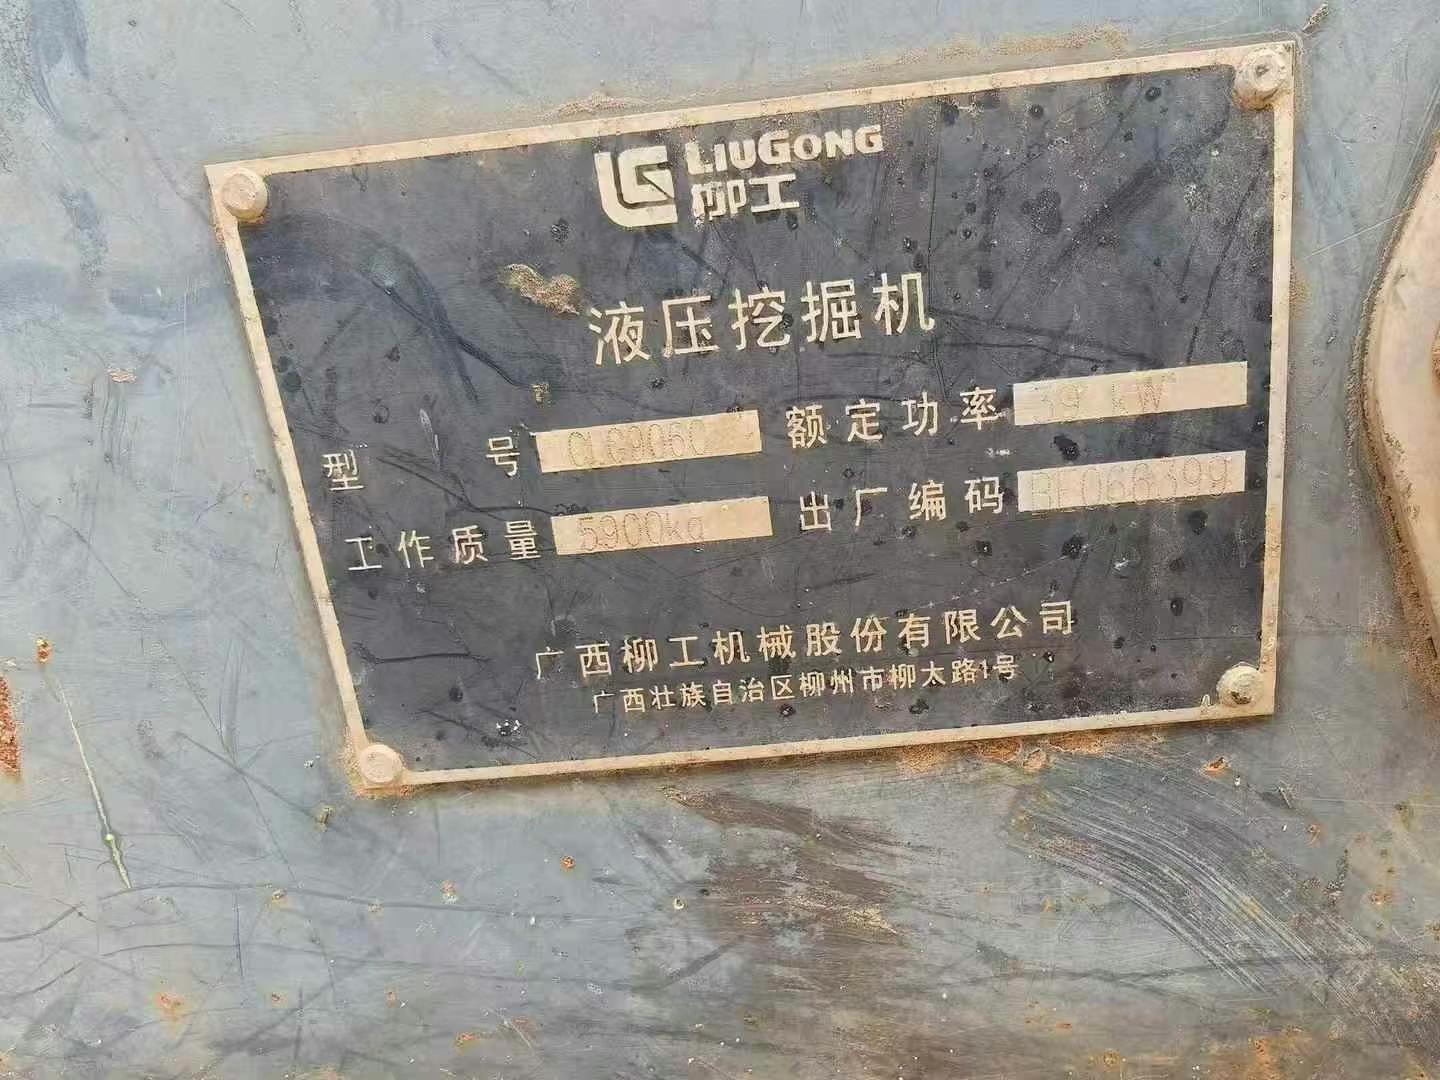 LG LIUGONG
柳工
液压挖掘机
型号 CLG906C 额定功率 39 kW
工作质量 5900kg 出厂编码
广西柳工机械股份有限公司
广西壮族自治区柳州市柳太路1号